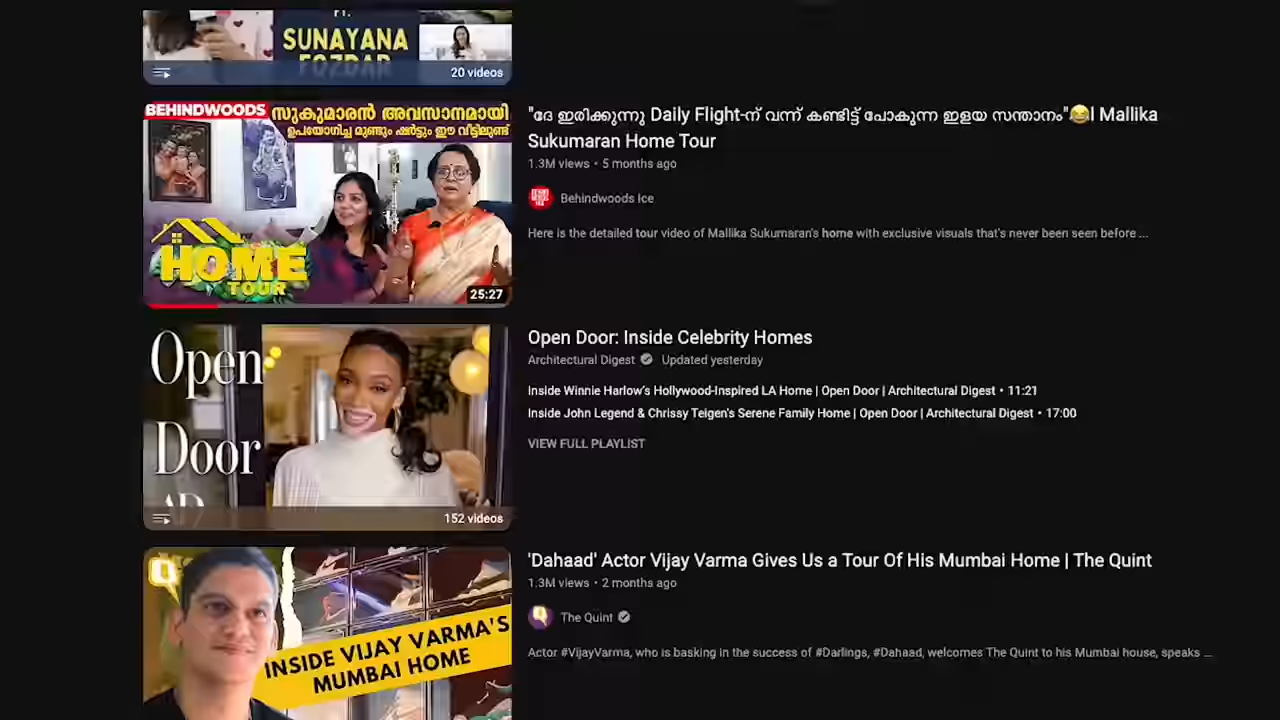 SUNAYANA
FOZDAR
20 videos
BEHINDWOODS
സുകുമാരൻ അവസാനമായി
ഉപയോഗിച്ച മുണ്ടും ഷർട്ടും ഈ വീട്ടിലുണ്ട്
HOME
TOUR
25:27
"ദേ ഇരിക്കുന്നു Daily Flight-ന് വന്ന് കണ്ടിട്ട് പോകുന്ന ഇളയ സന്താനം"😂l Mallika
Sukumaran Home Tour
1.3M views • 5 months ago
Behindwoods Ice
Here is the detailed tour video of Mallika Sukumaran's home with exclusive visuals that's never been seen before ...
Open
Door
AD
152 videos
Open Door: Inside Celebrity Homes
Architectural Digest Updated yesterday
Inside Winnie Harlow's Hollywood-Inspired LA Home | Open Door | Architectural Digest • 11:21
Inside John Legend & Chrissy Teigen's Serene Family Home | Open Door | Architectural Digest • 17:00
VIEW FULL PLAYLIST
INSIDE VIJAY VARMA'S
MUMBAI HOME
'Dahaad' Actor Vijay Varma Gives Us a Tour Of His Mumbai Home | The Quint
1.3M views • 2 months ago
The Quint
Actor #VijayVarma, who is basking in the success of #Darlings, #Dahaad, welcomes The Quint to his Mumbai house, speaks ...